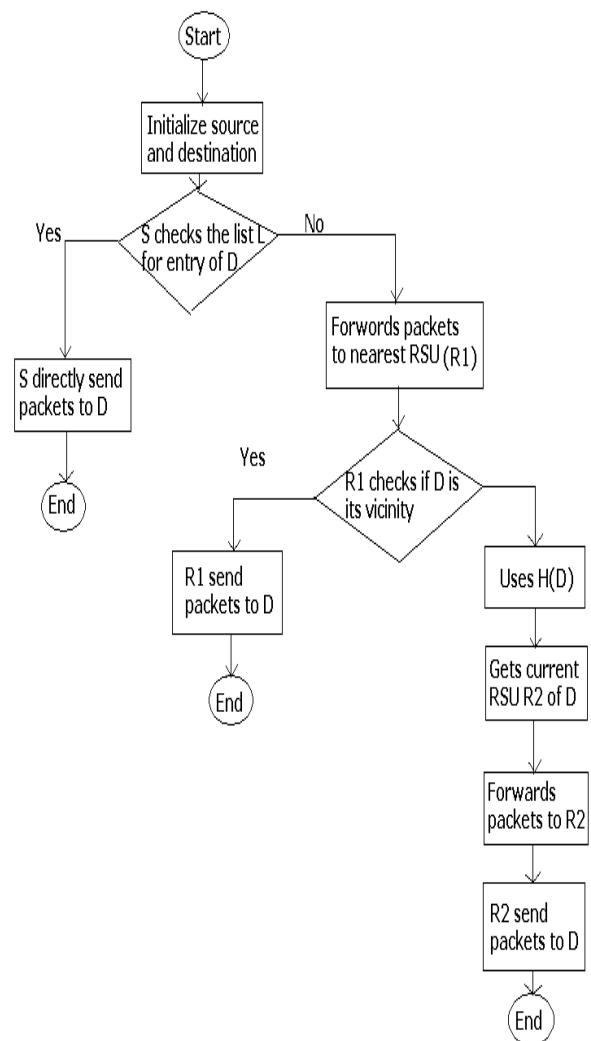 Start
Initialize source
and destination
Yes
S checks the list L
for entry of D
No
Forwords packets
to nearest RSU (R1)
S directly send
packets to D
End
Yes
R1 checks if D is
its vicinity
R1 send
packets to D
End
Uses H(D)
Gets current
RSU R2 of D
Forwards
packets to R2
R2 send
packets to D
End